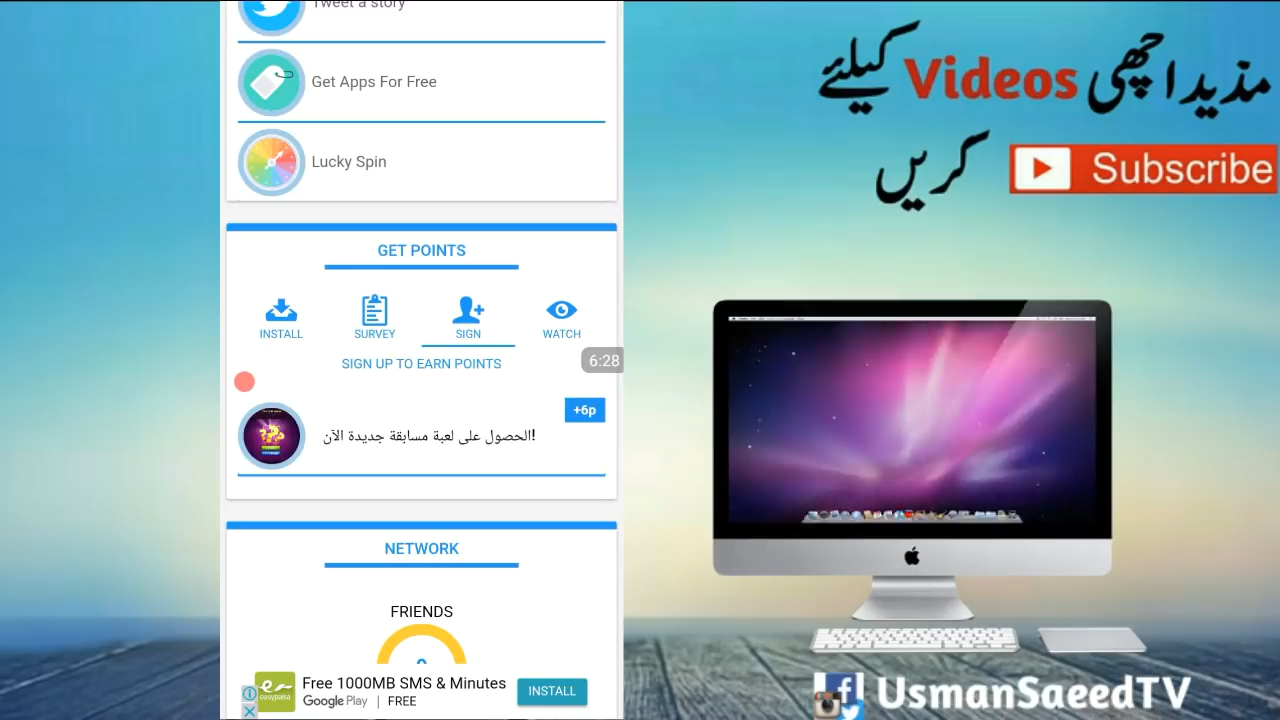 Tweet a story
Get Apps For Free
Lucky Spin
GET POINTS
INSTALL
SURVEY
SIGN
WATCH
SIGN UP TO EARN POINTS
6:28
+6p
الحصول على لعبة مسابقة جديدة الآن!
NETWORK
FRIENDS
easypaisa
Free 1000MB SMS & Minutes
Google Play | FREE
INSTALL
مذید اچھی Videos کیلئے
Subscribe کریں
UsmanSaeedTV